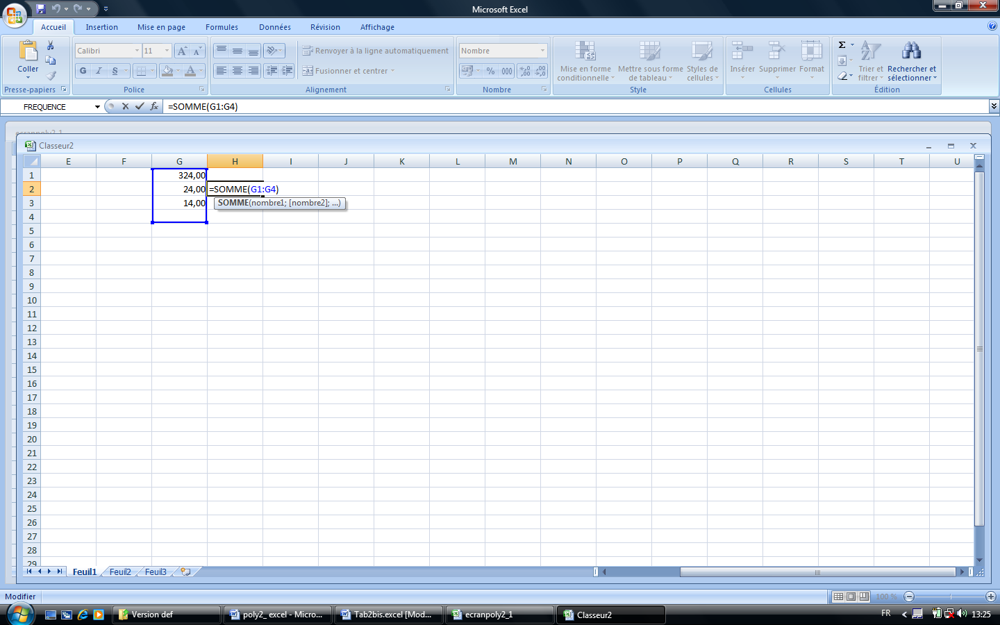 Microsoft Excel
Accueil Insertion Mise en page Formules Données Révision Affichage
Calibri 11 Renvoyer à la ligne automatiquement Nombre
Coller G I S Fusionner et centrer % 000
Mise en forme conditionnelle Mettre sous forme de tableau Styles de cellules Insérer Supprimer Format Σ Trier et filtrer Rechercher et sélectionner
Presse-papiers Police Alignement Nombre Style Cellules Édition
FREQUENCE fx =SOMME(G1:G4)
ecranpoly2_1
Classeur2
E F G H I J K L M N O P Q R S T U
1 324,00
2 24,00 =SOMME(G1:G4)
3 14,00 SOMME(nombre1; [nombre2]; ...)
4
5
6
7
8
9
10
11
12
13
14
15
16
17
18
19
20
21
22
23
24
25
26
27
28
29
Feuil1 Feuil2 Feuil3
Modifier 100 %
Version def poly2_ excel - Micro... Tab2bis.excel [Mod... ecranpoly2_1 Classeur2 FR 13:25